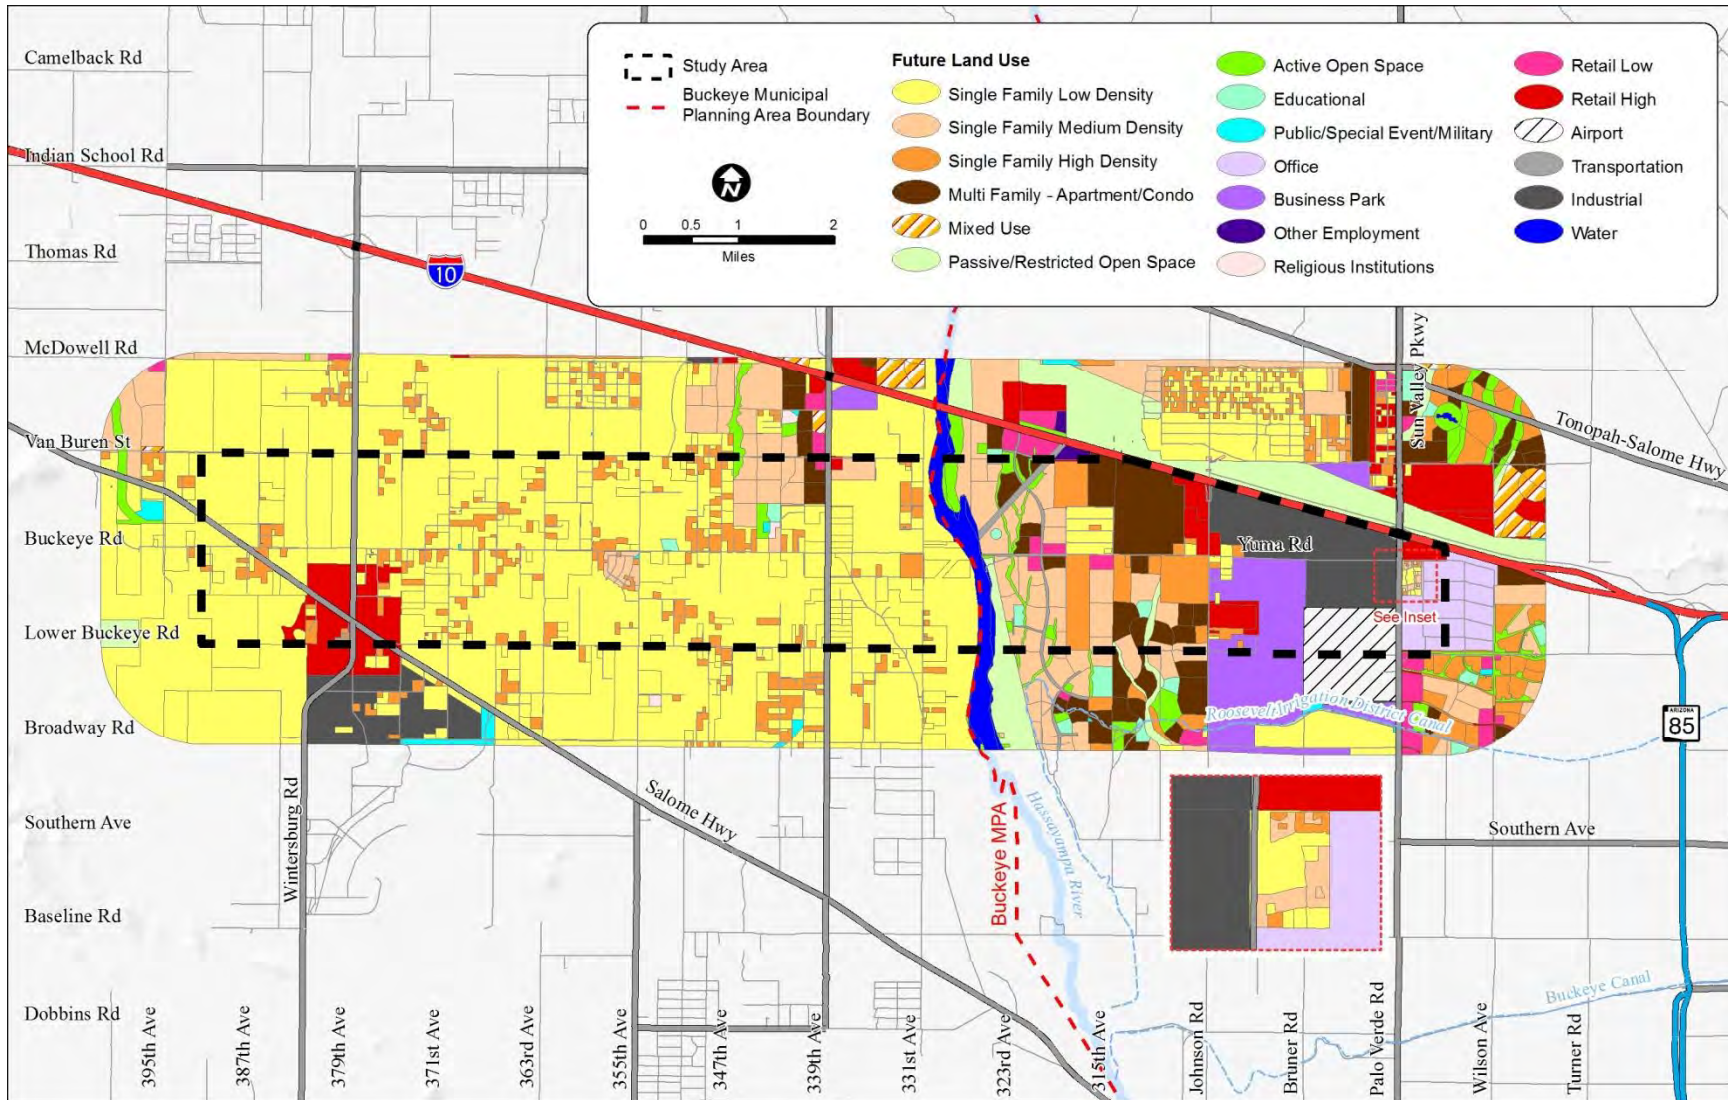 Camelback Rd
Indian School Rd
Thomas Rd
McDowell Rd
Van Buren St
Buckeye Rd
Lower Buckeye Rd
Broadway Rd
Southern Ave
Baseline Rd
Dobbins Rd
Study Area
Buckeye Municipal
Planning Area Boundary
N
0 0.5 1 2
Miles
Future Land Use
Single Family Low Density
Single Family Medium Density
Single Family High Density
Multi Family - Apartment/Condo
Mixed Use
Passive/Restricted Open Space
Active Open Space
Educational
Public/Special Event/Military
Office
Business Park
Other Employment
Religious Institutions
Retail Low
Retail High
Airport
Transportation
Industrial
Water
10
Sun Valley Pkwy
Tonopah-Salome Hwy
Yuma Rd
See Inset
Roosevelt Irrigation District Canal
ARIZONA
85
Wintersburg Rd
Salome Hwy
Buckeye MPA
Hassayampa River
Southern Ave
Buckeye Canal
395th Ave
387th Ave
379th Ave
371st Ave
363rd Ave
355th Ave
347th Ave
339th Ave
331st Ave
323rd Ave
315th Ave
Johnson Rd
Bruner Rd
Palo Verde Rd
Wilson Ave
Turner Rd